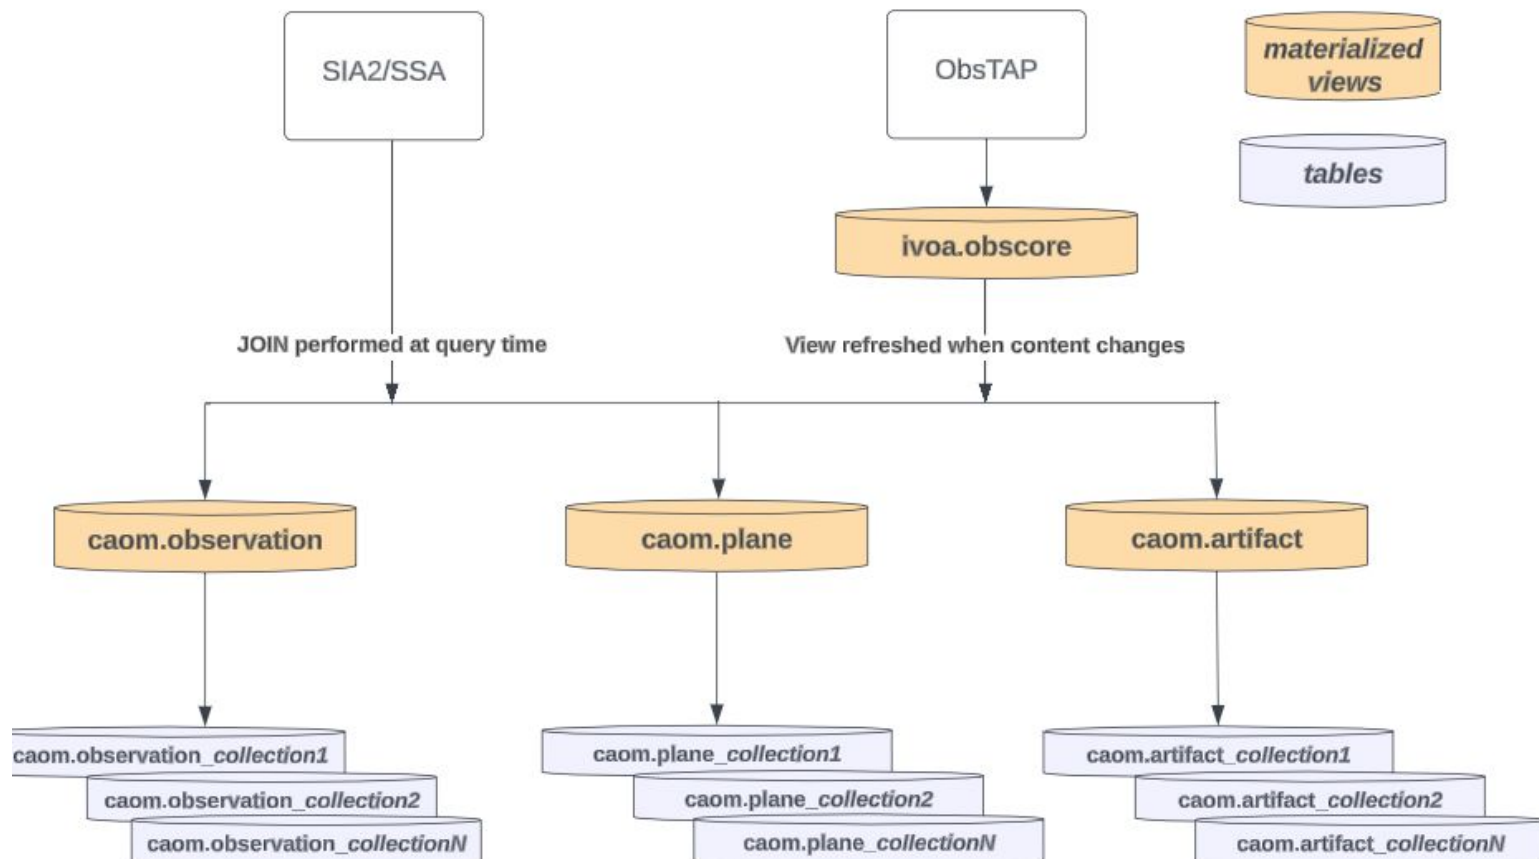 SIA2/SSA
ObsTAP
materialized
views
tables
ivoa.obscore
JOIN performed at query time
View refreshed when content changes
caom.observation
caom.plane
caom.artifact
caom.observation_collection1
caom.plane_collection1
caom.artifact_collection1
caom.observation_collection2
caom.plane_collection2
caom.artifact_collection2
caom.observation_collectionN
caom.plane_collectionN
caom.artifact_collectionN